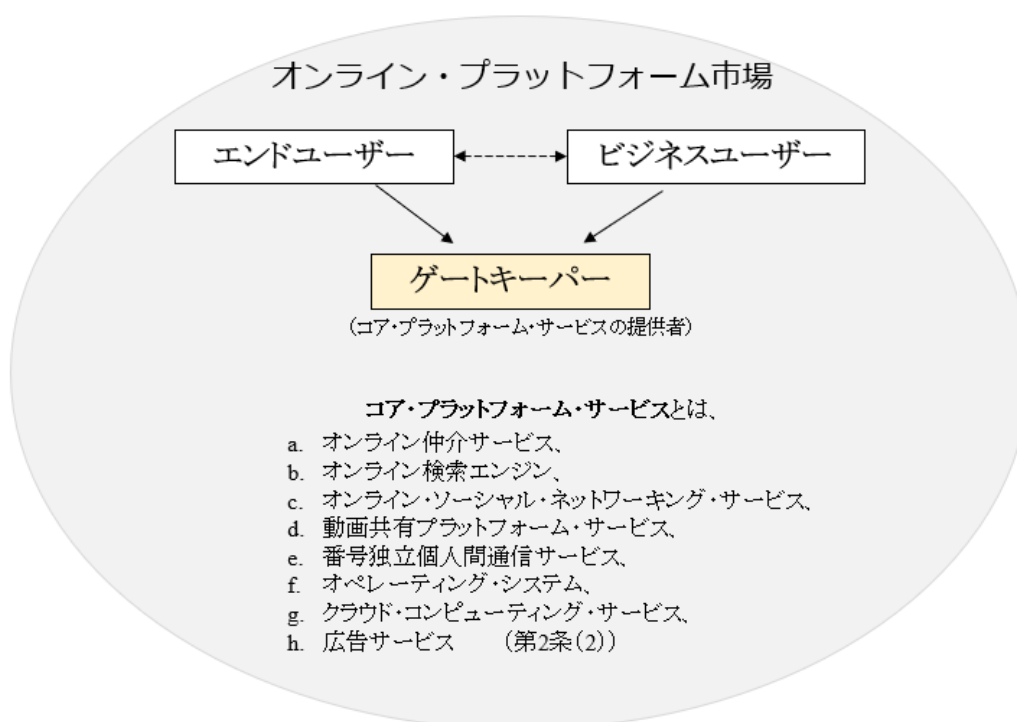 オンライン・プラットフォーム市場
エンドユーザー
ビジネスユーザー
ゲートキーパー
(コア・プラットフォーム・サービスの提供者)
コア・プラットフォーム・サービスとは、
a. オンライン仲介サービス、
b. オンライン検索エンジン、
c. オンライン・ソーシャル・ネットワーキング・サービス、
d. 動画共有プラットフォーム・サービス、
e. 番号独立個人間通信サービス、
f. オペレーティング・システム、
g. クラウド・コンピューティング・サービス、
h. 広告サービス　　(第2条(2))